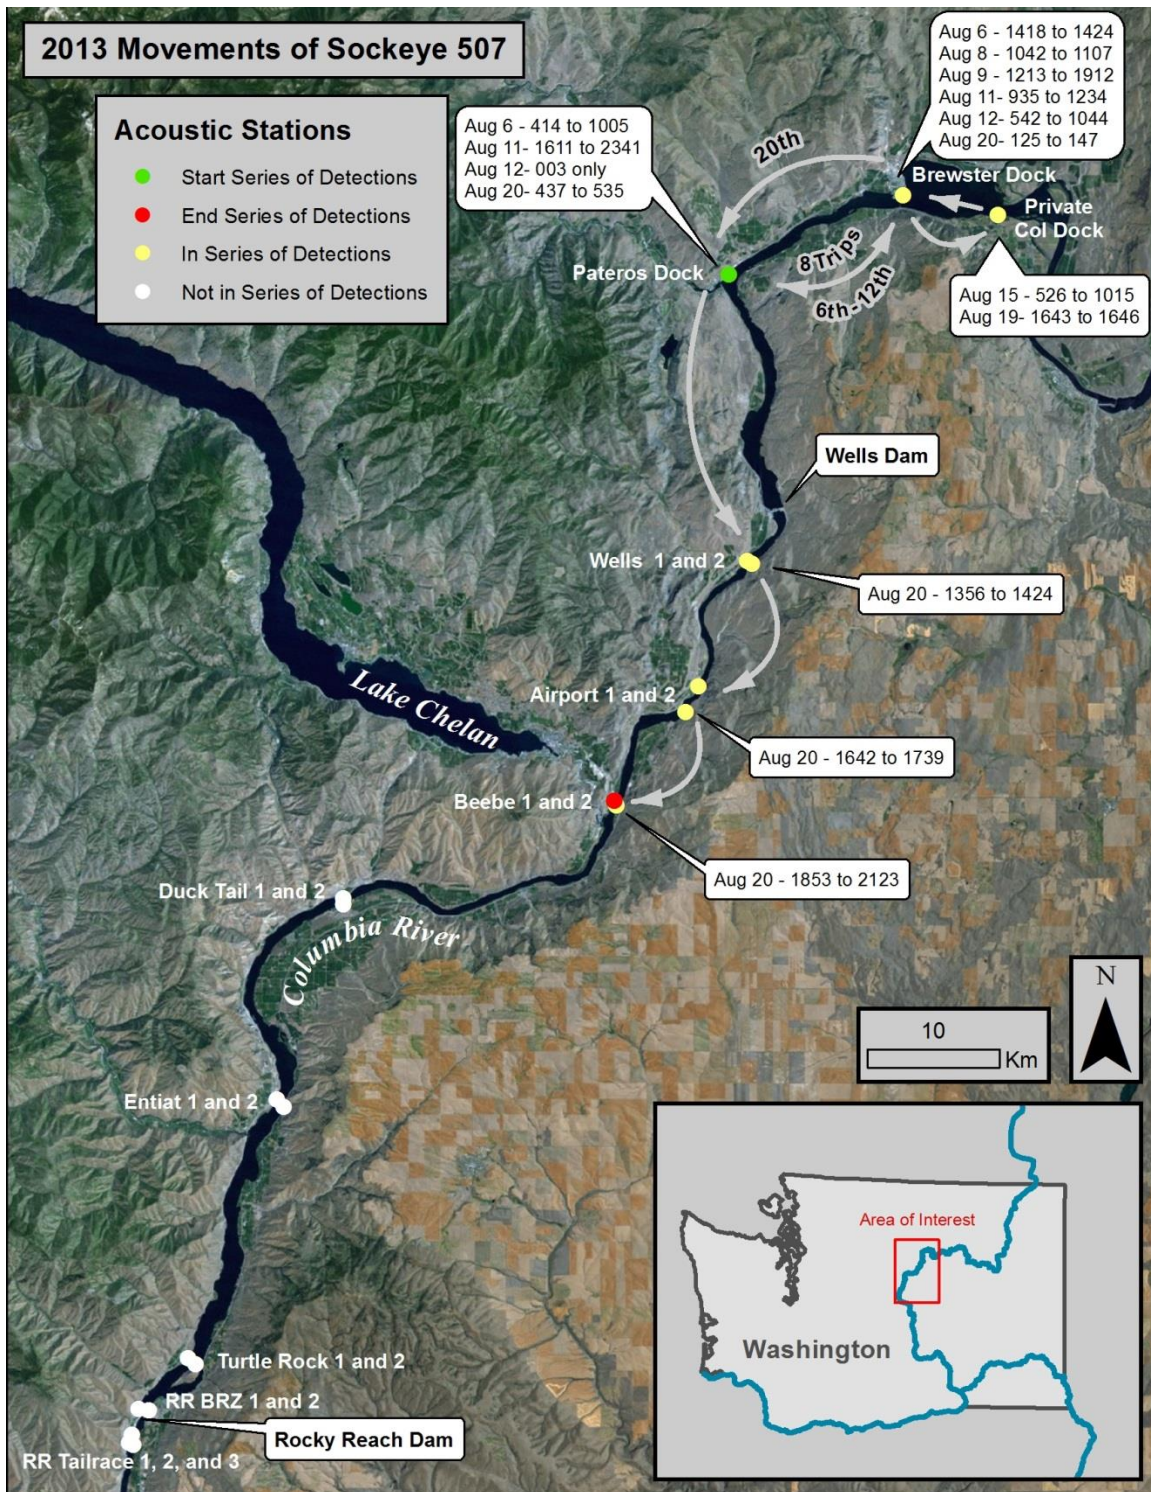 2013 Movements of Sockeye 507
Acoustic Stations
Start Series of Detections
End Series of Detections
In Series of Detections
Not in Series of Detections
Aug 6 - 414 to 1005
Aug 11- 1611 to 2341
Aug 12- 003 only
Aug 20- 437 to 535
Aug 6 - 1418 to 1424
Aug 8 - 1042 to 1107
Aug 9 - 1213 to 1912
Aug 11- 935 to 1234
Aug 12- 542 to 1044
Aug 20- 125 to 147
20th
Brewster Dock
Private
Col Dock
8Trips
6th-12th
Pateros Dock
Aug 15 - 526 to 1015
Aug 19- 1643 to 1646
Wells Dam
Wells 1 and 2
Aug 20 - 1356 to 1424
Airport 1 and 2
Lake Chelan
Aug 20 - 1642 to 1739
Beebe 1 and 2
Aug 20 - 1853 to 2123
Duck Tail 1 and 2
Columbia River
N
10
Km
Entiat 1 and 2
Area of Interest
Washington
Turtle Rock 1 and 2
RR BRZ 1 and 2
Rocky Reach Dam
RR Tailrace 1, 2, and 3